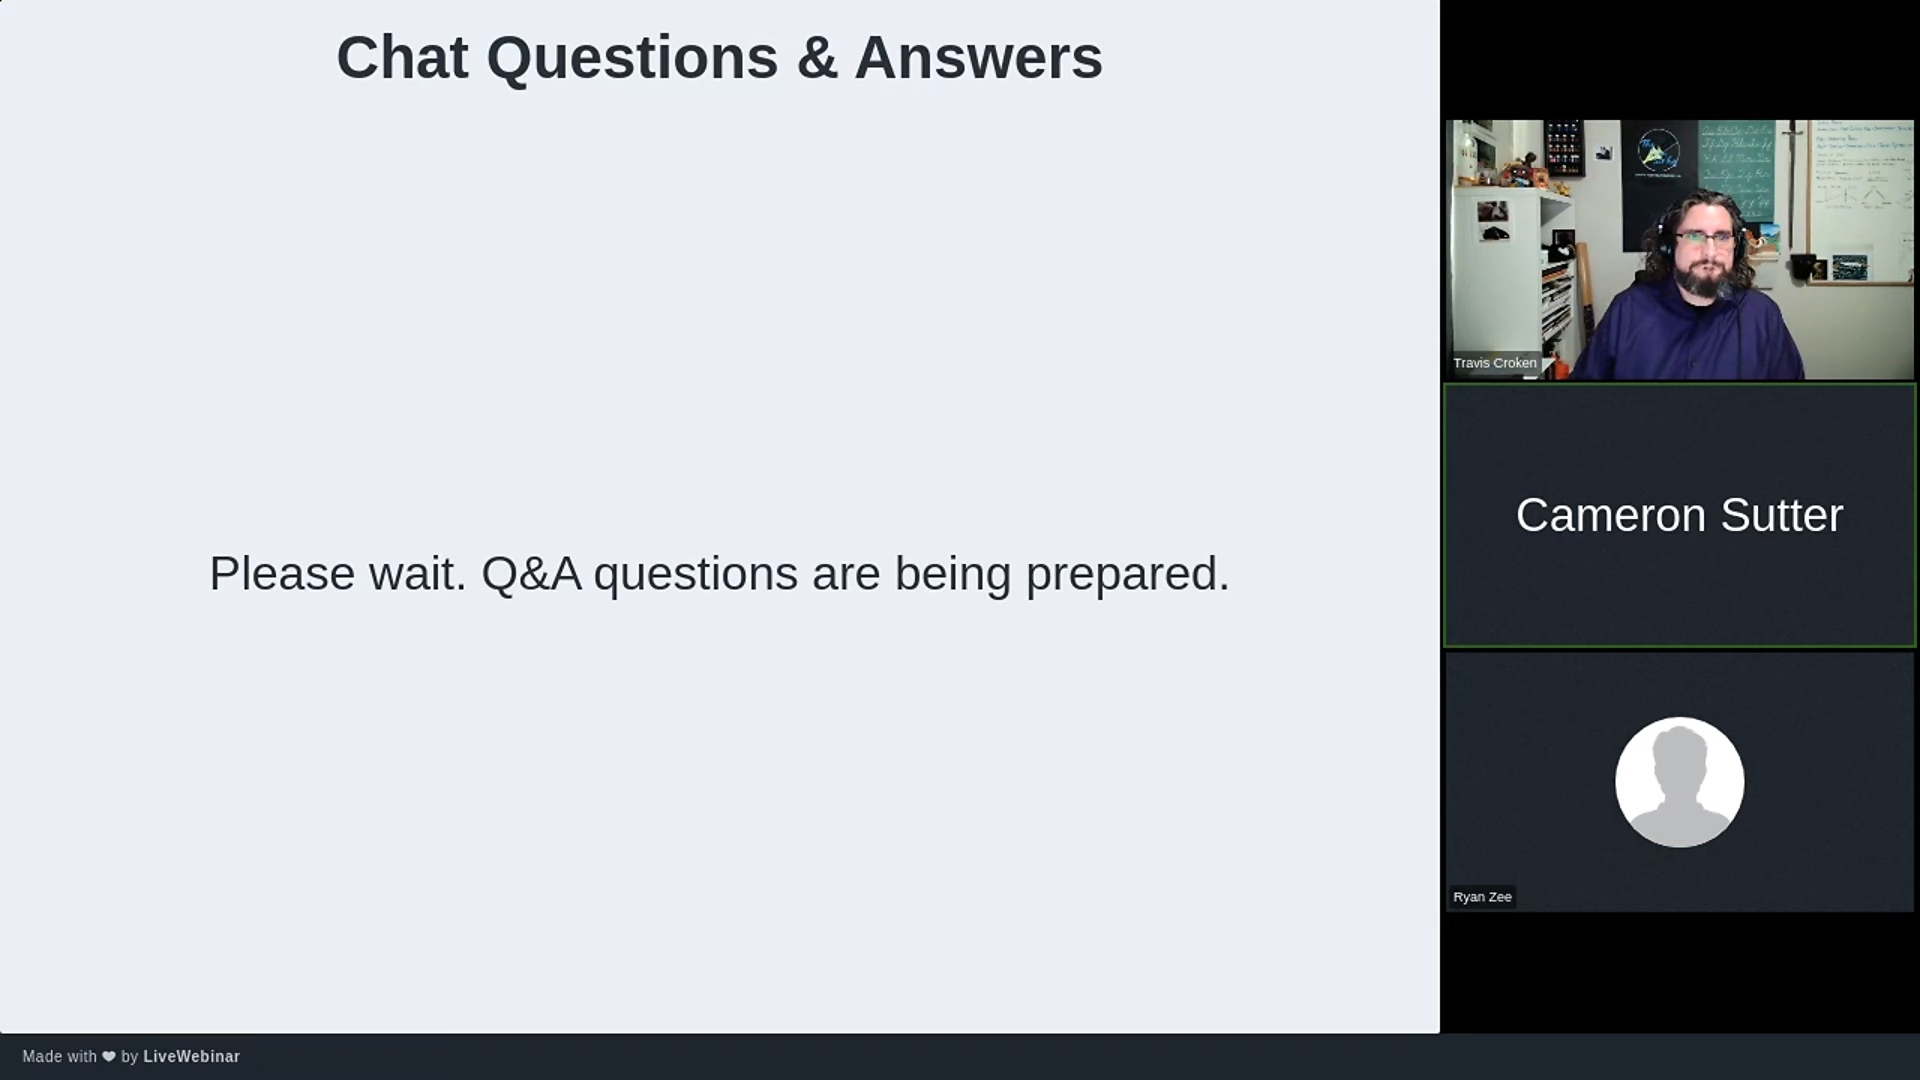 Chat Questions & Answers
Please wait. Q&A questions are being prepared.
Travis Croken
Cameron Sutter
Ryan Zee
Made with ❤ by LiveWebinar